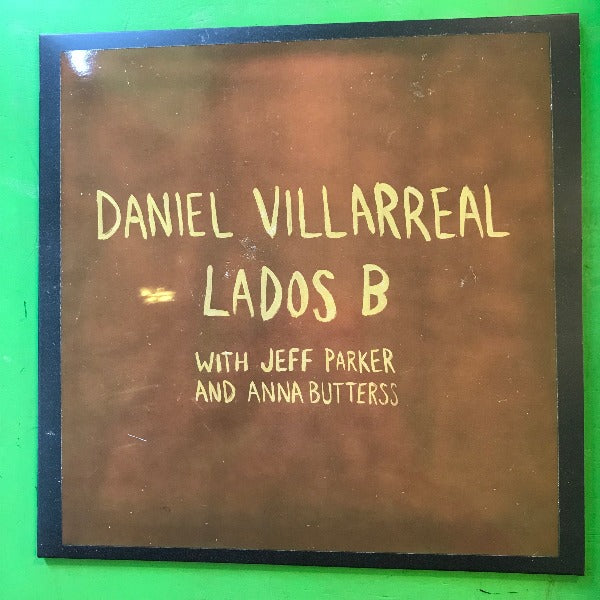 DANIEL VILLARREAL
LADOS B
WITH JEFF PARKER
AND ANNA BUTTERSS